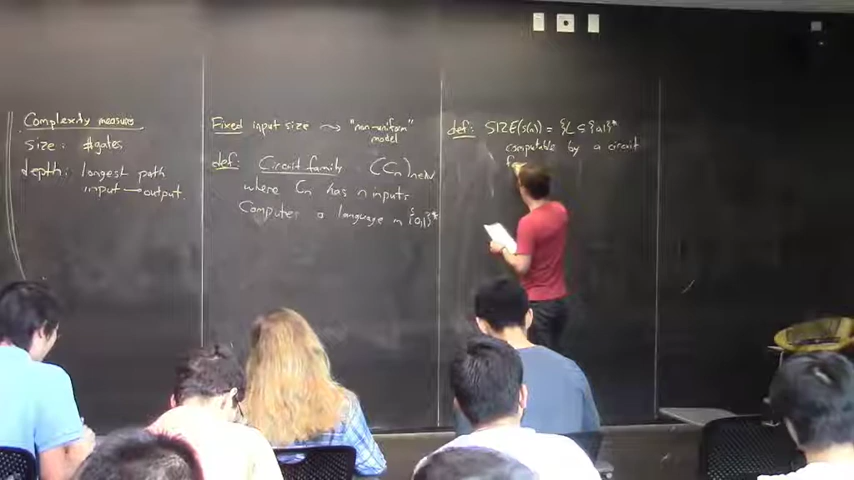 Complexity measures
size: #gates
depth: longest path
input → output
Fixed input size ⇝ "non-uniform"
model
def: Circuit family (Cn)n∈N
where Cn has n inputs
Computes a language in {0,1}*
def: SIZE(s(n)) = {L ⊆ {0,1}*
computable by a circuit